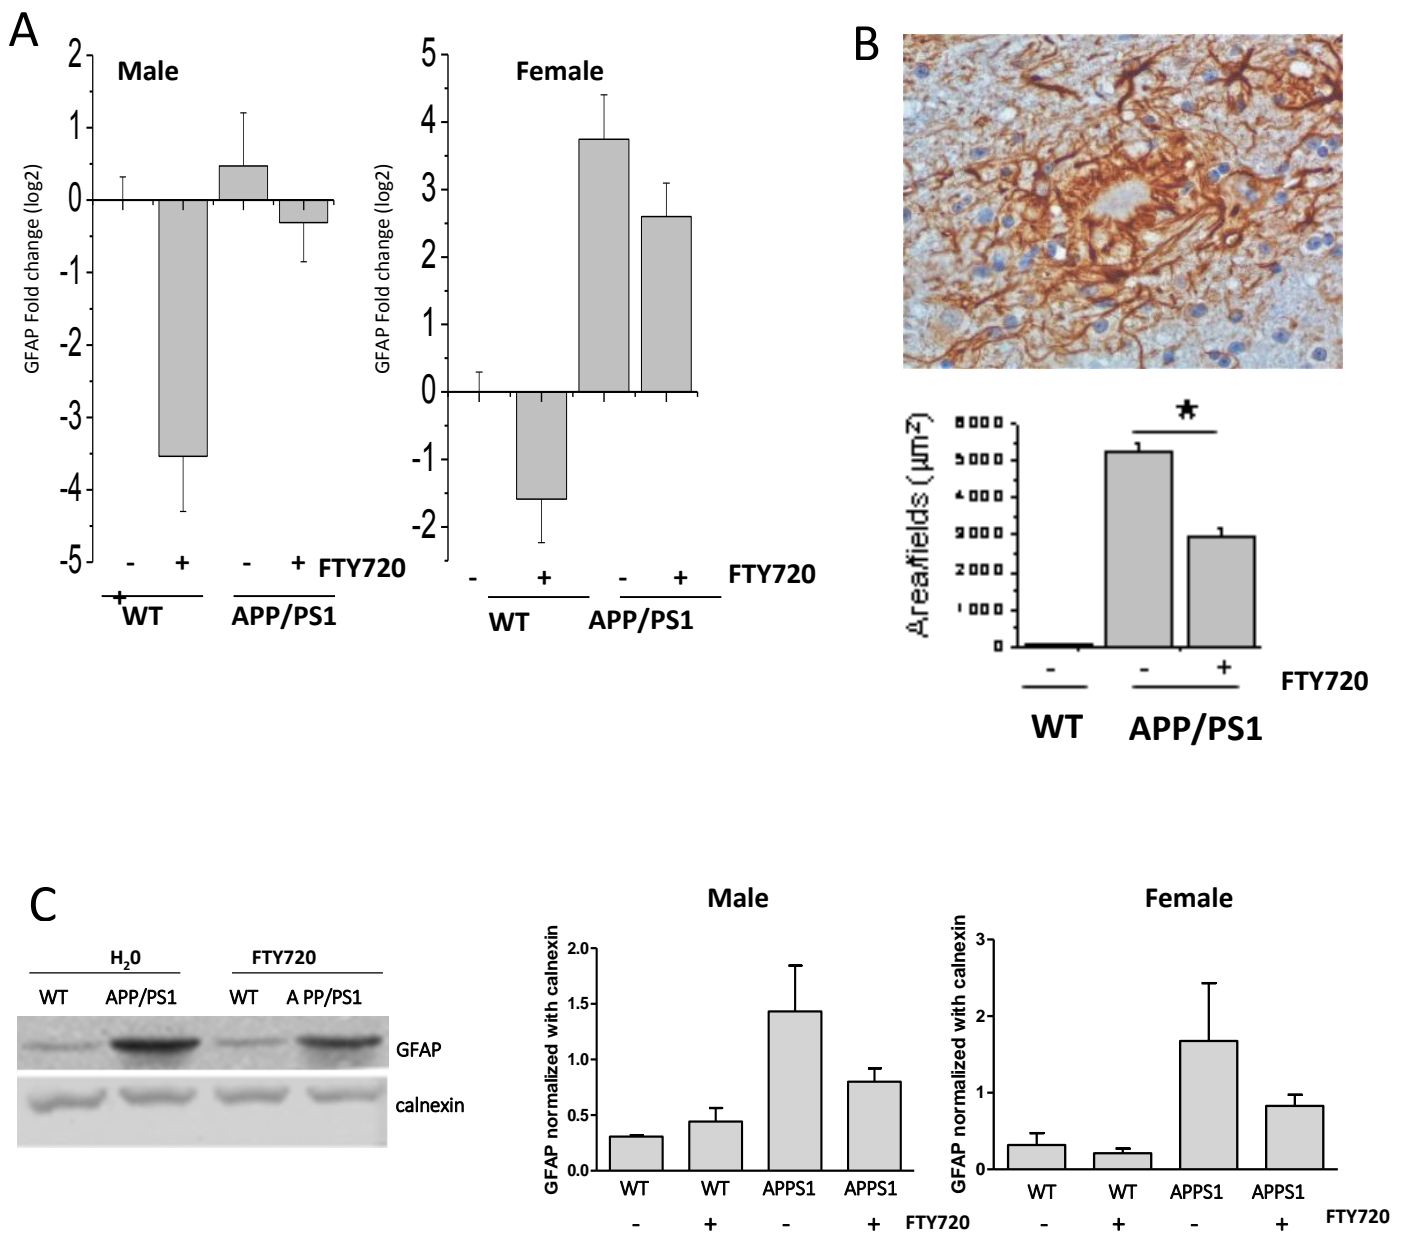 A
Male
GFAP Fold change (log2)
2
1
0
-1
-2
-3
-4
-5
- + - + FTY720
+
WT APP/PS1
Female
GFAP Fold change (log2)
5
4
3
2
1
0
-1
-2
- + - + FTY720
WT APP/PS1
B
Area/fields (µm²)
6000
5000
4000
3000
2000
1000
0
*
- - +
FTY720
WT APP/PS1
C
H₂0 FTY720
WT APP/PS1 WT A PP/PS1
GFAP
calnexin
Male
GFAP normalized with calnexin
2.0
1.5
1.0
0.5
0.0
WT WT APPS1 APPS1
- + - + FTY720
Female
GFAP normalized with calnexin
3
2
1
0
WT WT APPS1 APPS1
- + - + FTY720